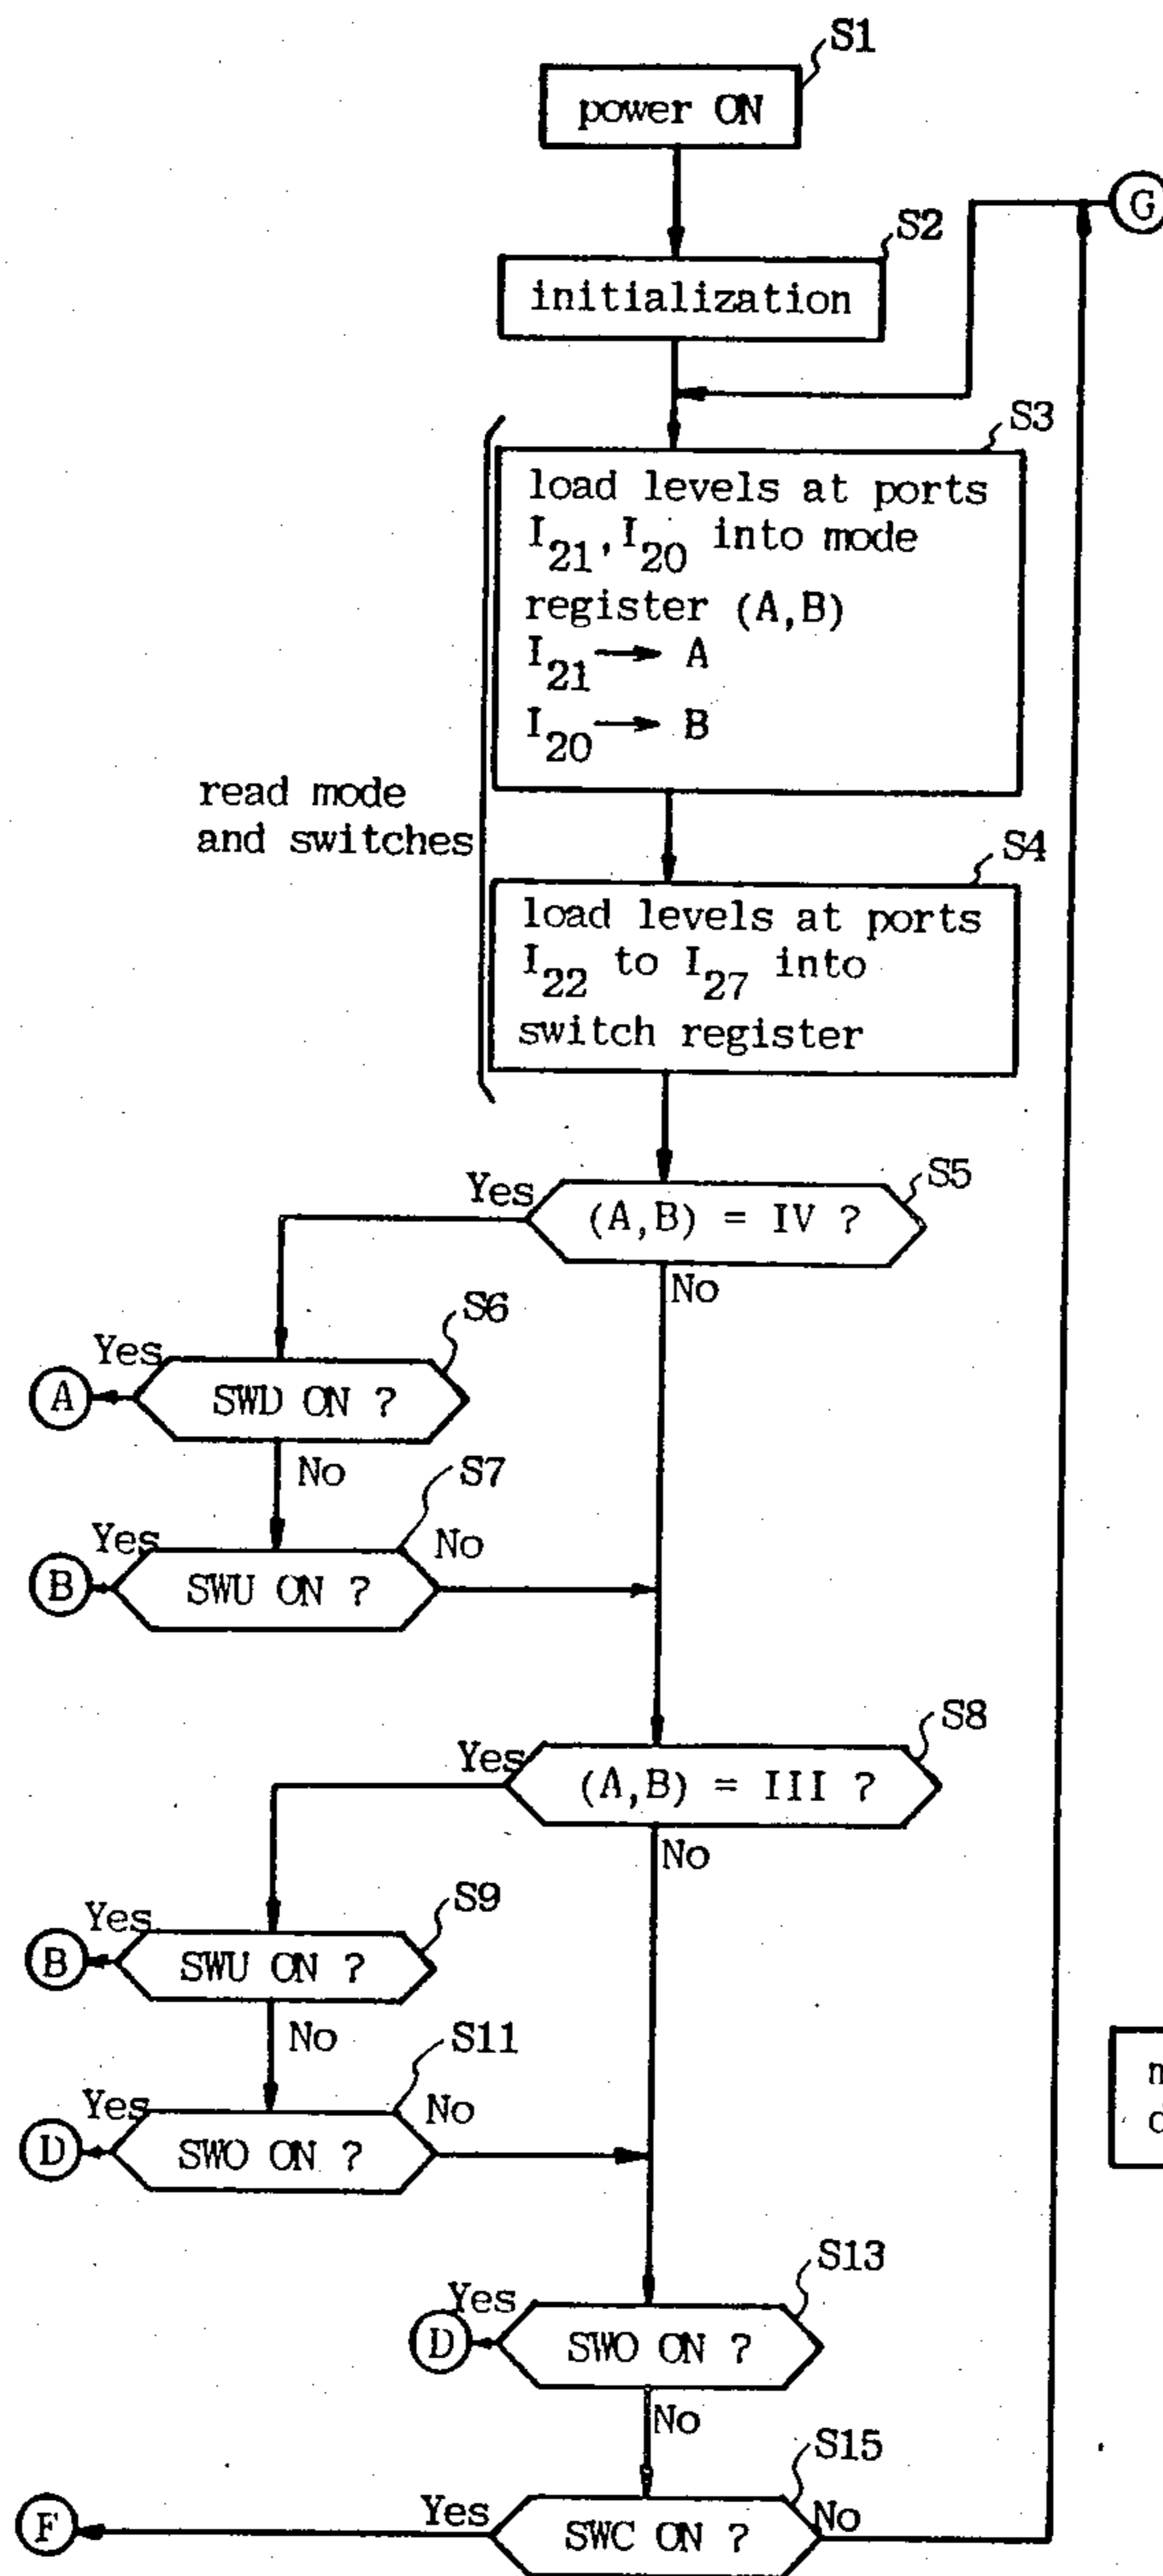 S1
power ON
G
S2
initialization
S3
load levels at ports
I21, I20 into mode
register (A,B)
I21 → A
I20 → B
read mode
and switches
S4
load levels at ports
I22 to I27 into
switch register
S5
Yes
(A,B) = IV ?
No
S6
Yes
A
SWD ON ?
No
S7
Yes
No
B
SWU ON ?
S8
Yes
(A,B) = III ?
No
S9
Yes
B
SWU ON ?
No
S11
Yes
No
D
SWO ON ?
S13
Yes
D
SWO ON ?
No
S15
Yes
No
F
SWC ON ?